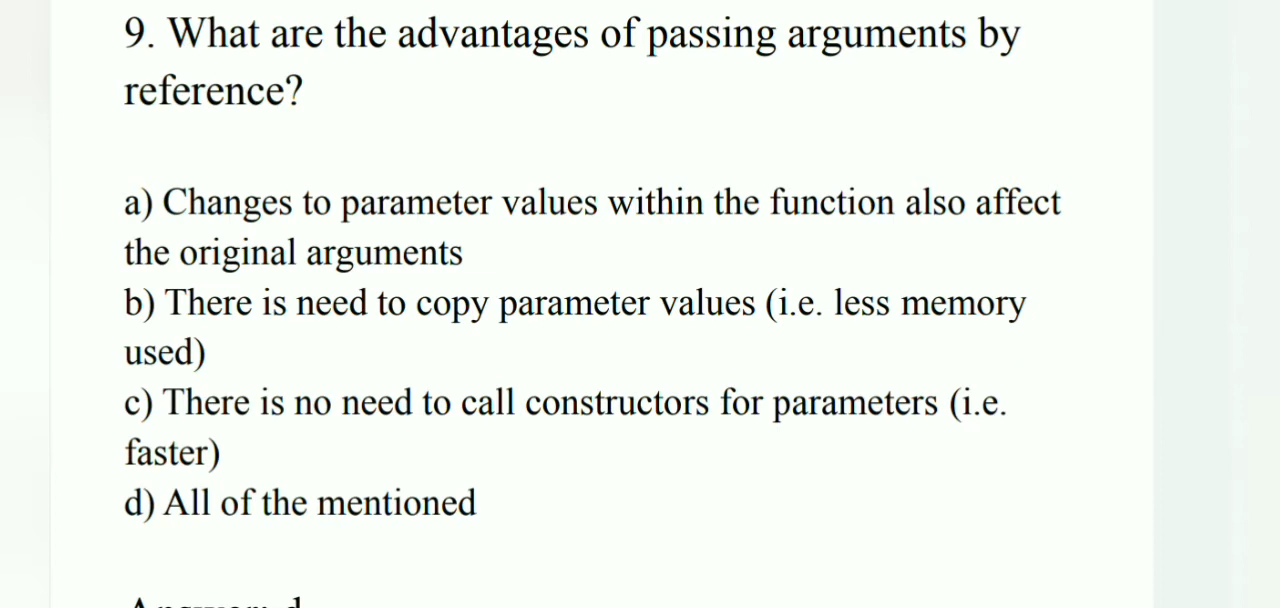 9. What are the advantages of passing arguments by
reference?
a) Changes to parameter values within the function also affect
the original arguments
b) There is need to copy parameter values (i.e. less memory
used)
c) There is no need to call constructors for parameters (i.e.
faster)
d) All of the mentioned